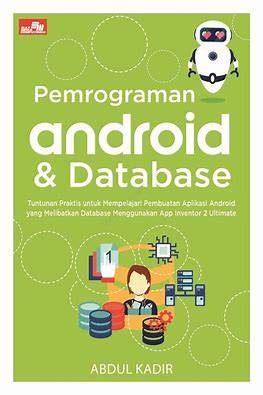 Pemrograman
android
& Database
Tuntunan Praktis untuk Mempelajari Pembuatan Aplikasi Android
yang Melibatkan Database Menggunakan App Inventor 2 Ultimate
1
ABDUL KADIR